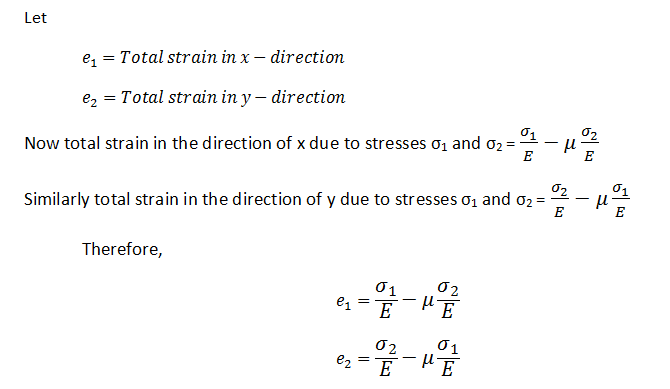 Let
e₁ = Total strain in x − direction
e₂ = Total strain in y − direction
Now total strain in the direction of x due to stresses σ₁ and σ₂ = σ₁/E − μ σ₂/E
Similarly total strain in the direction of y due to stresses σ₁ and σ₂ = σ₂/E − μ σ₁/E
Therefore,
e₁ = σ₁/E − μ σ₂/E
e₂ = σ₂/E − μ σ₁/E